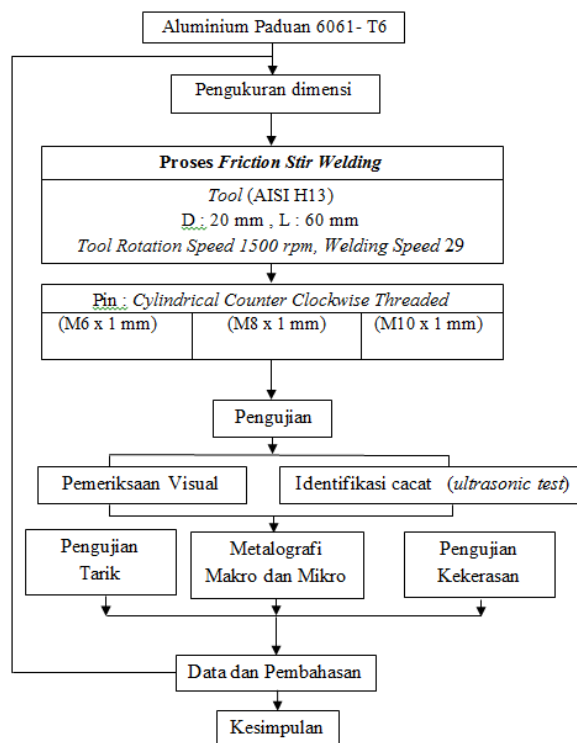 Aluminium Paduan 6061- T6
Pengukuran dimensi
Proses Friction Stir Welding
Tool (AISI H13)
D : 20 mm , L : 60 mm
Tool Rotation Speed 1500 rpm, Welding Speed 29
Pin : Cylindrical Counter Clockwise Threaded
(M6 x 1 mm)
(M8 x 1 mm)
(M10 x 1 mm)
Pengujian
Pemeriksaan Visual
Identifikasi cacat (ultrasonic test)
Pengujian
Tarik
Metalografi
Makro dan Mikro
Pengujian
Kekerasan
Data dan Pembahasan
Kesimpulan